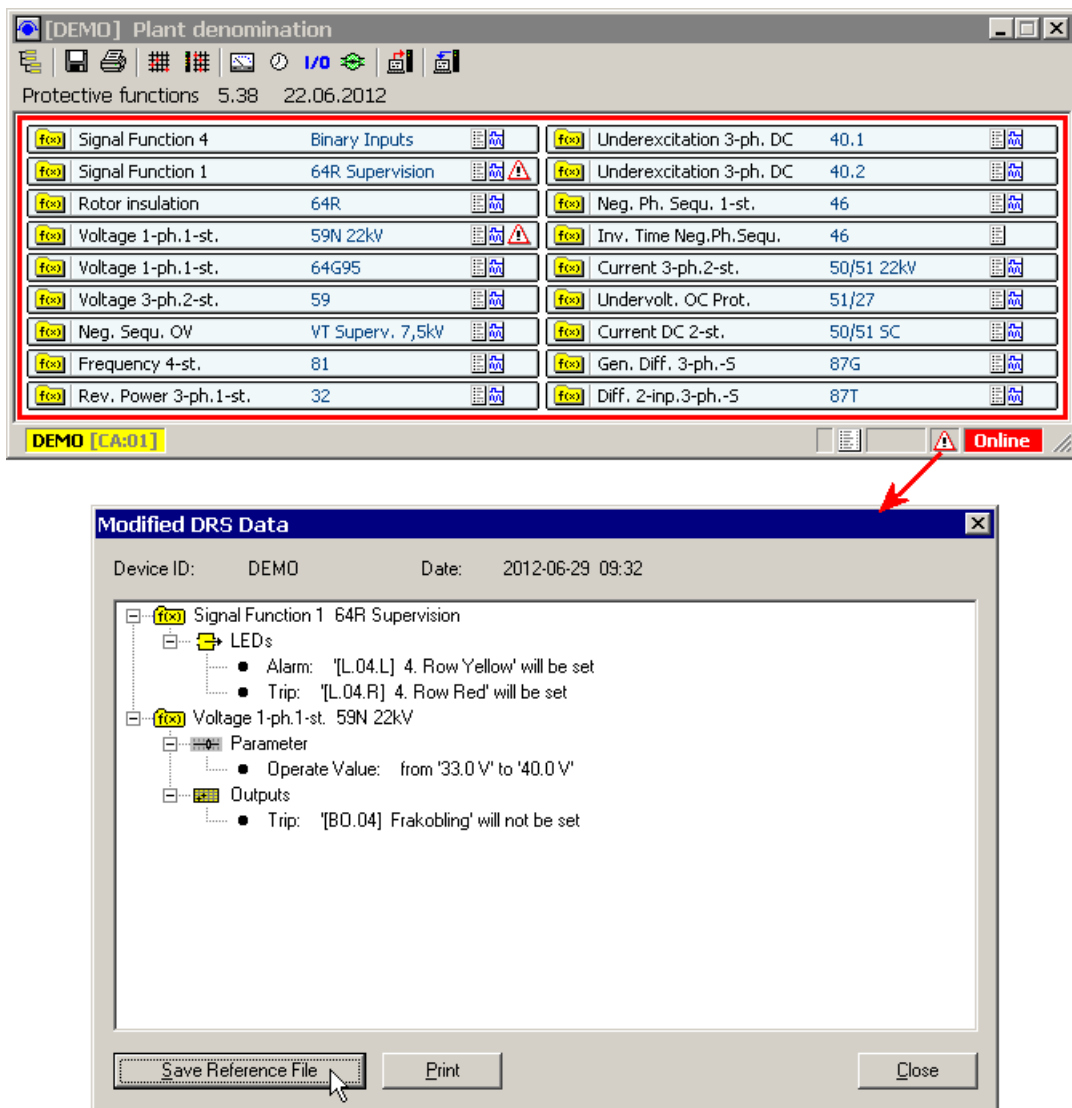 [DEMO] Plant denomination
I/O
Protective functions 5.38 22.06.2012
f(x) Signal Function 4 Binary Inputs f(x) Underexcitation 3-ph. DC 40.1
f(x) Signal Function 1 64R Supervision f(x) Underexcitation 3-ph. DC 40.2
f(x) Rotor insulation 64R f(x) Neg. Ph. Sequ. 1-st. 46
f(x) Voltage 1-ph.1-st. 59N 22kV f(x) Inv. Time Neg.Ph.Sequ. 46
f(x) Voltage 1-ph.1-st. 64G95 f(x) Current 3-ph.2-st. 50/51 22kV
f(x) Voltage 3-ph.2-st. 59 f(x) Undervolt. OC Prot. 51/27
f(x) Neg. Sequ. OV VT Superv. 7,5kV f(x) Current DC 2-st. 50/51 SC
f(x) Frequency 4-st. 81 f(x) Gen. Diff. 3-ph.-S 87G
f(x) Rev. Power 3-ph.1-st. 32 f(x) Diff. 2-inp.3-ph.-S 87T
DEMO [CA:01] Online
Modified DRS Data
Device ID: DEMO Date: 2012-06-29 09:32
f(x) Signal Function 1 64R Supervision
LEDs
Alarm: '[L.04.L] 4. Row Yellow' will be set
Trip: '[L.04.R] 4. Row Red' will be set
f(x) Voltage 1-ph.1-st. 59N 22kV
Parameter
Operate Value: from '33.0 V' to '40.0 V'
Outputs
Trip: '[BO.04] Frakobling' will not be set
Save Reference File Print Close